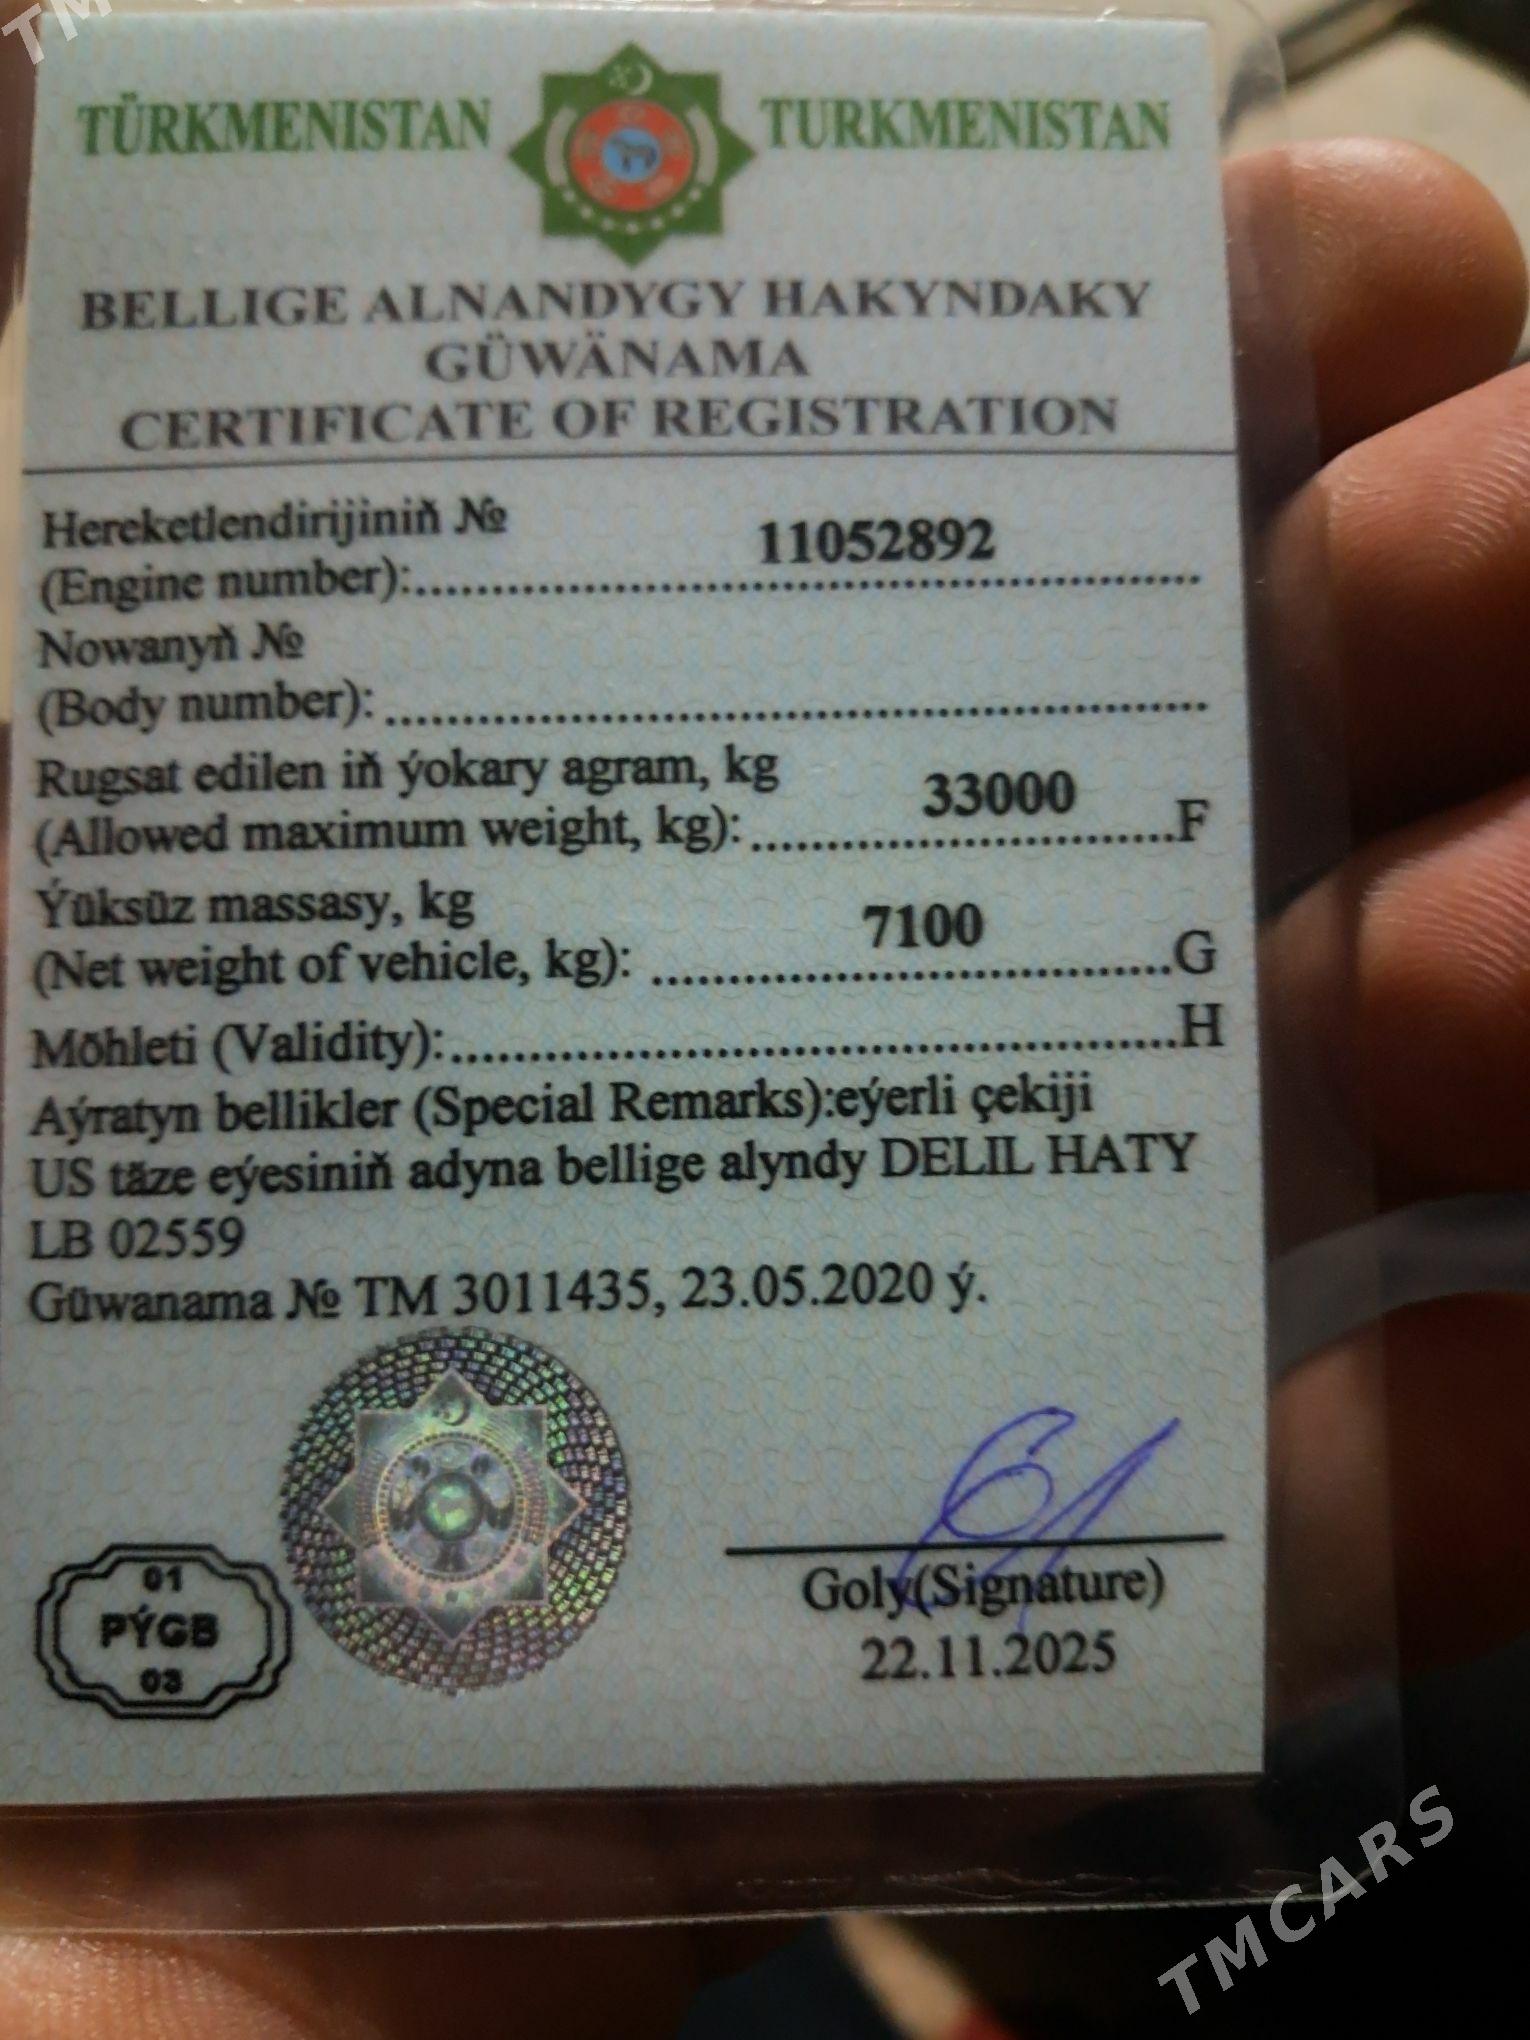 TM
TÜRKMENISTAN TURKMENISTAN
BELLIGE ALNANDYGY HAKYNDAKY
GÜWÄNAMA
CERTIFICATE OF REGISTRATION
Hereketlendirijiniň №
(Engine number):........ 11052892
Nowanyň №
(Body number): ........
Rugsat edilen iň ýokary agram, kg
(Allowed maximum weight, kg): ........ 33000 F
Ýüksüz massasy, kg
(Net weight of vehicle, kg): ........ 7100 G
Möhleti (Validity):........H
Aýratyn bellikler (Special Remarks):eýerli çekiji
US täze eýesiniň adyna bellige alyndy DELIL HATY
LB 02559
Güwanama № TM 3011435, 23.05.2020 ý.
01
PÝGB
03
Goly(Signature)
22.11.2025
TMCARS